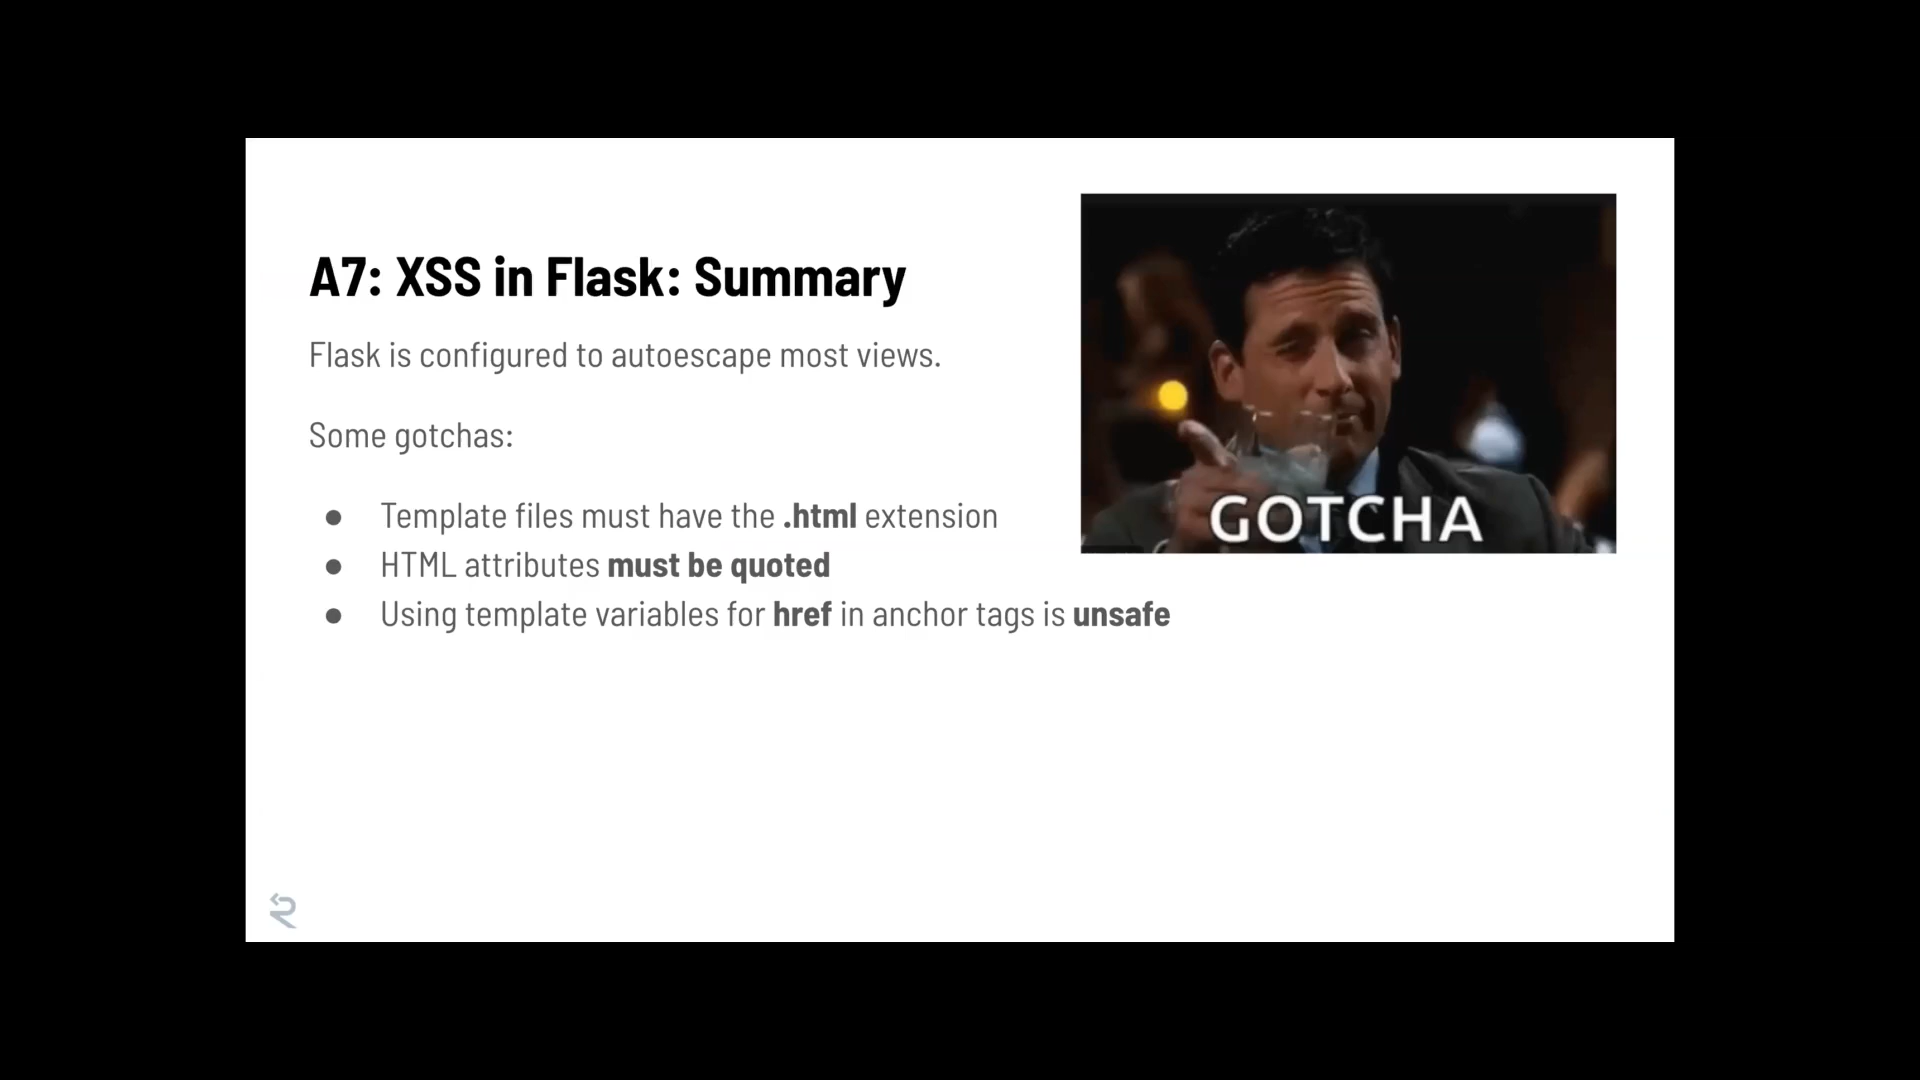 A7: XSS in Flask: Summary
Flask is configured to autoescape most views.
Some gotchas:
● Template files must have the .html extension
● HTML attributes must be quoted
● Using template variables for href in anchor tags is unsafe
GOTCHA